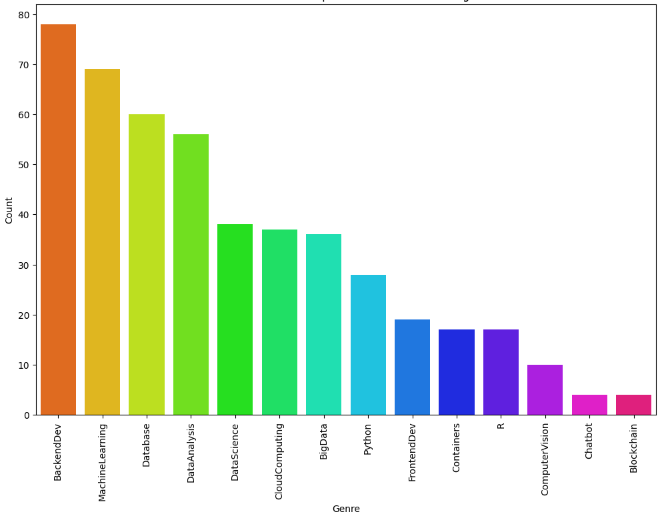 80
70
60
50
40
30
20
10
0
Count
BackendDev
MachineLearning
Database
DataAnalysis
DataScience
CloudComputing
BigData
Python
FrontendDev
Containers
R
ComputerVision
Chatbot
Blockchain
Genre